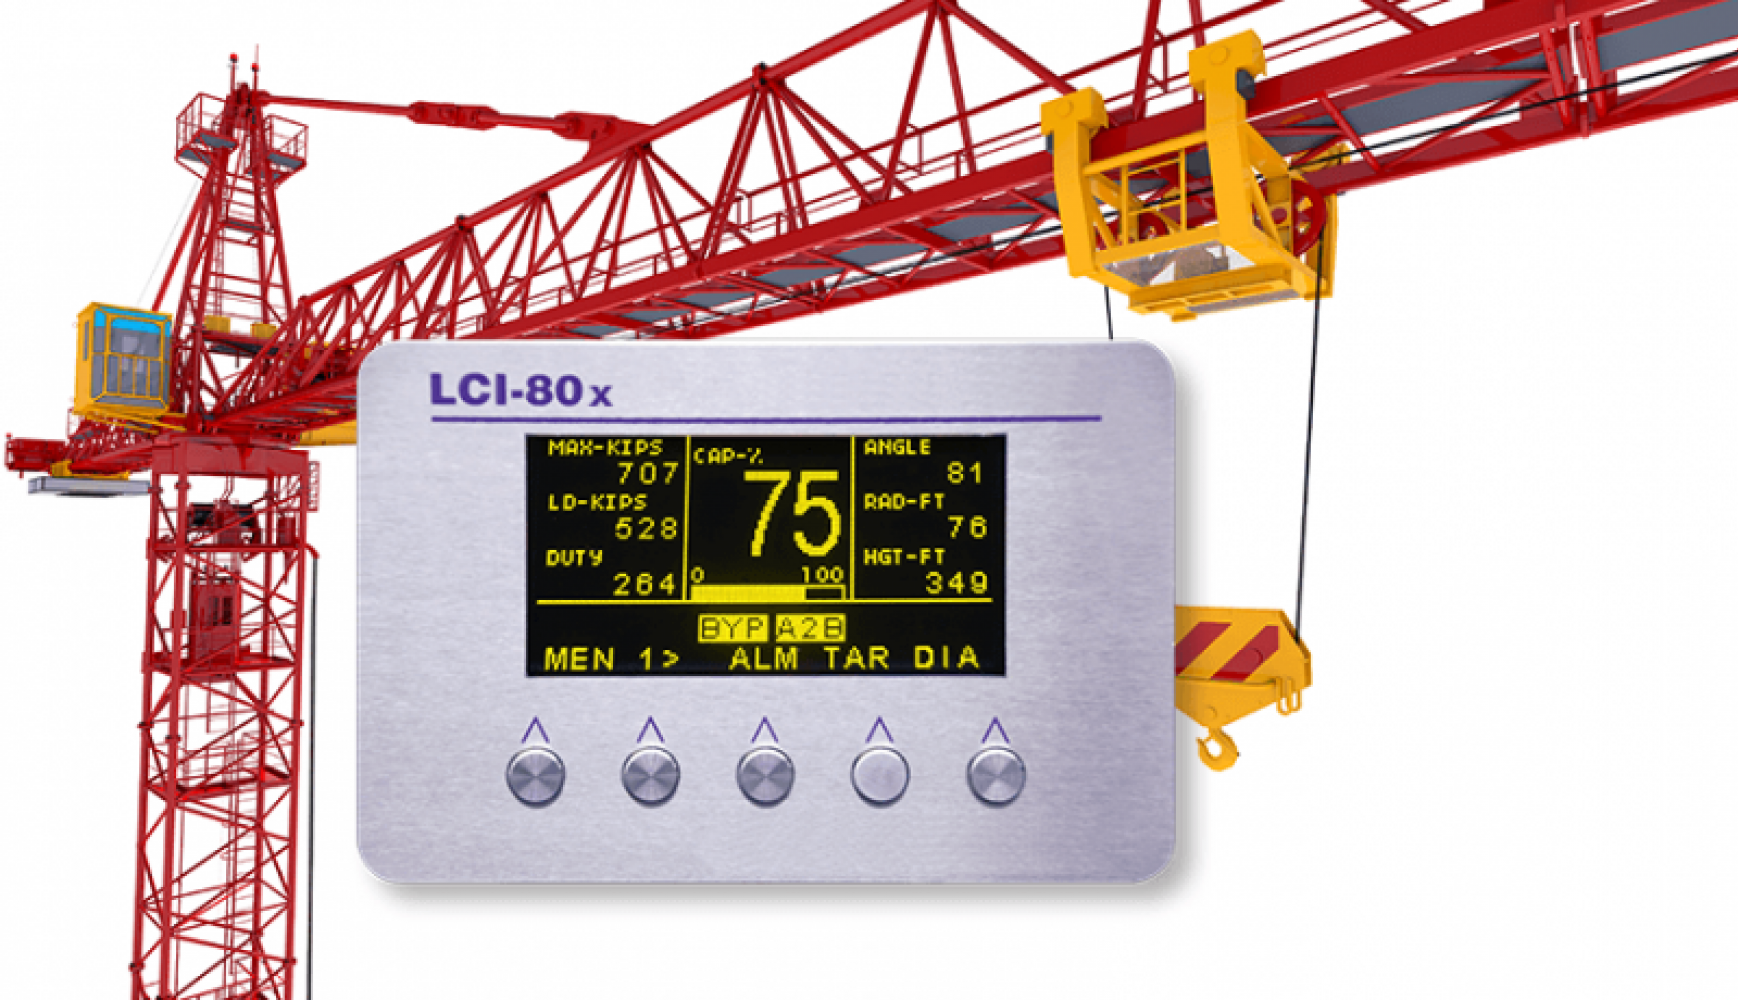 LCI-80x
MAX-KIPS
707
LD-KIPS
528
DUTY
264
CAP-%
75
0 100
ANGLE
81
RAD-FT
76
HGT-FT
349
BYP A2B
MEN 1> ALM TAR DIA